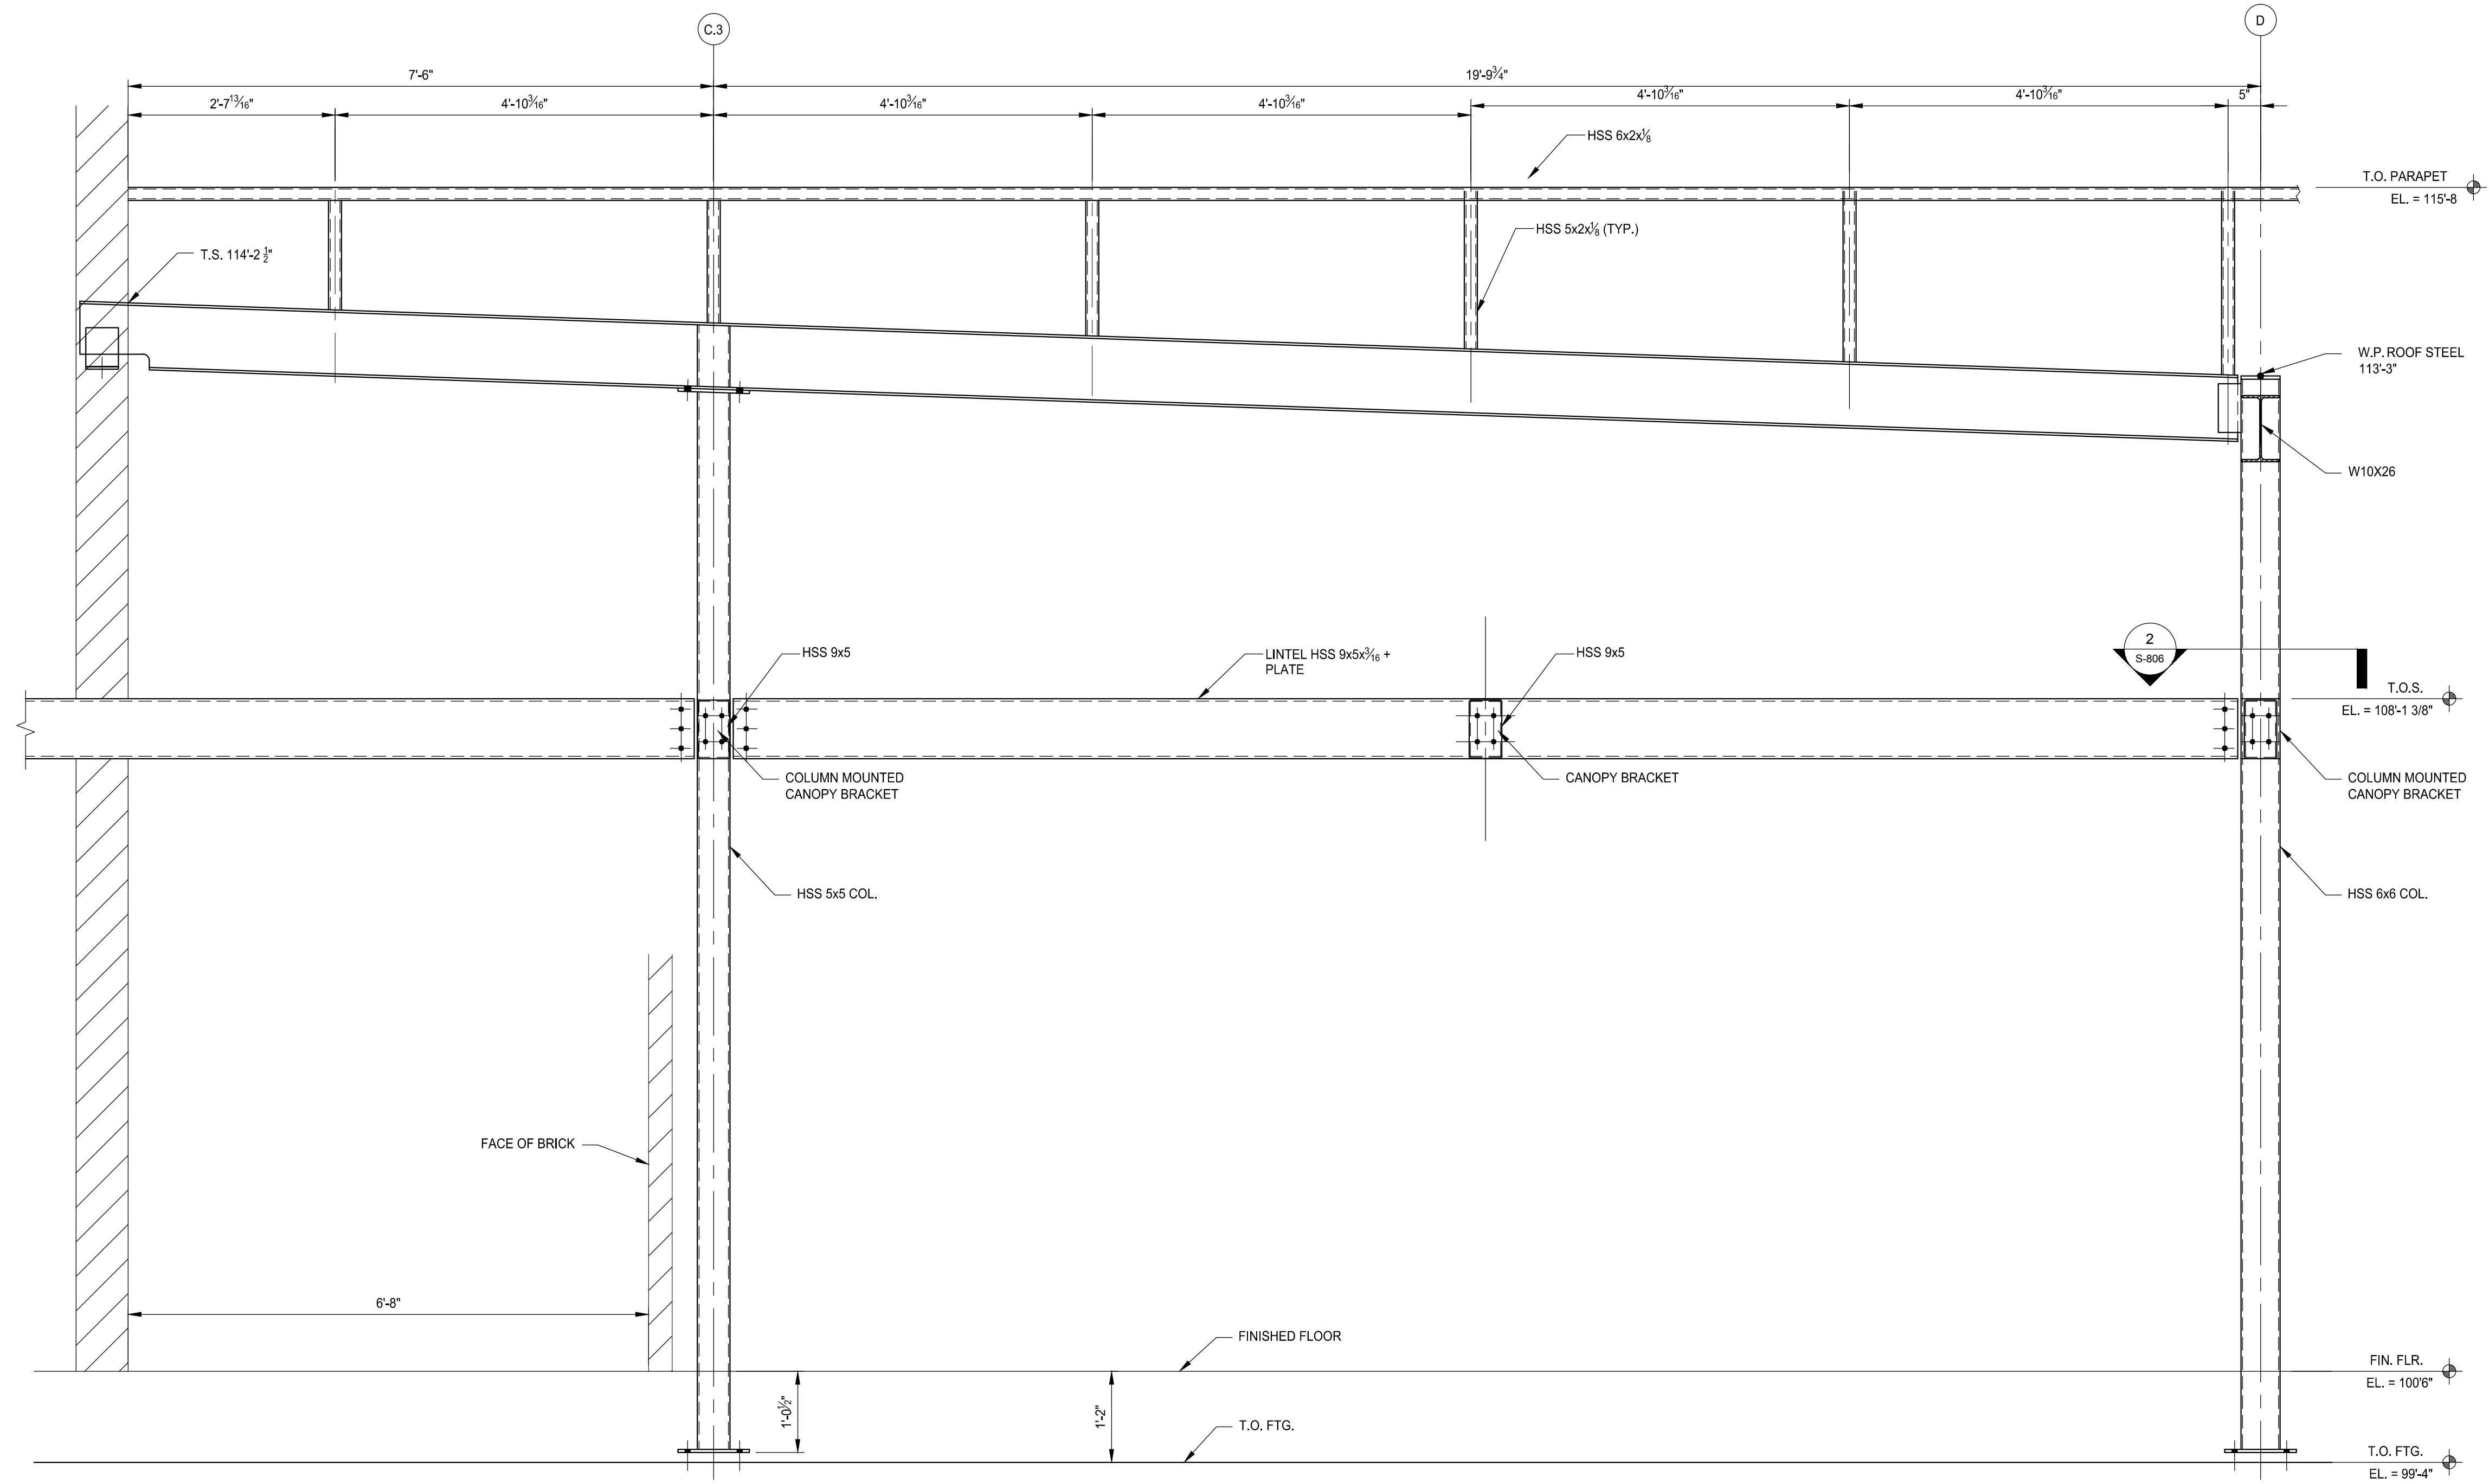 C.3
D
7'-6"
19'-9¾"
2'-7¹³⁄₁₆"
4'-10³⁄₁₆"
4'-10³⁄₁₆"
4'-10³⁄₁₆"
4'-10³⁄₁₆"
4'-10³⁄₁₆"
5"
HSS 6x2x⅛
T.O. PARAPET
EL. = 115'-8
HSS 5x2x⅛ (TYP.)
T.S. 114'-2 ½"
W.P. ROOF STEEL
113'-3"
W10X26
2
S-806
HSS 9x5
LINTEL HSS 9x5x³⁄₁₆ +
PLATE
HSS 9x5
T.O.S.
EL. = 108'-1 3/8"
COLUMN MOUNTED
CANOPY BRACKET
CANOPY BRACKET
COLUMN MOUNTED
CANOPY BRACKET
HSS 5x5 COL.
HSS 6x6 COL.
FACE OF BRICK
6'-8"
FINISHED FLOOR
FIN. FLR.
EL. = 100'6"
1'-0½"
1'-2"
T.O. FTG.
T.O. FTG.
EL. = 99'-4"